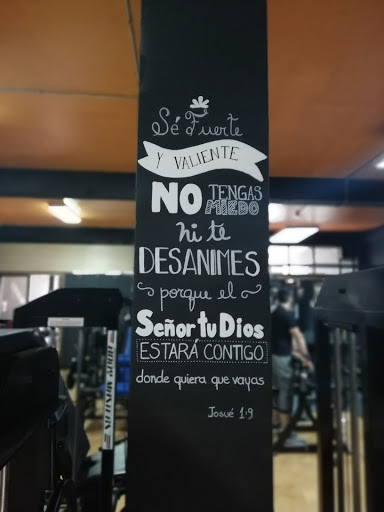 Sé Fuerte
Y VALIENTE
NO TENGAS
MIEDO
ni te
DESANIMES
porque el
Señor tu Dios
ESTARÁ CONTIGO
donde quiera que vayas
Josué 1:9